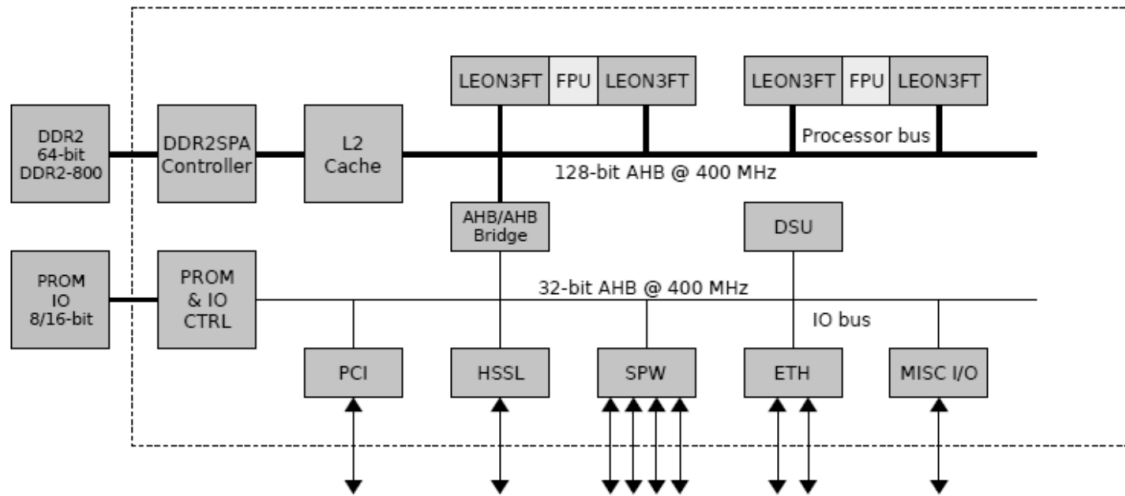 LEON3FT FPU LEON3FT
LEON3FT FPU LEON3FT
DDR2
64-bit
DDR2-800
DDR2SPA
Controller
L2
Cache
Processor bus
128-bit AHB @ 400 MHz
AHB/AHB
Bridge
DSU
PROM
IO
8/16-bit
PROM
& IO
CTRL
32-bit AHB @ 400 MHz
IO bus
PCI
HSSL
SPW
ETH
MISC I/O